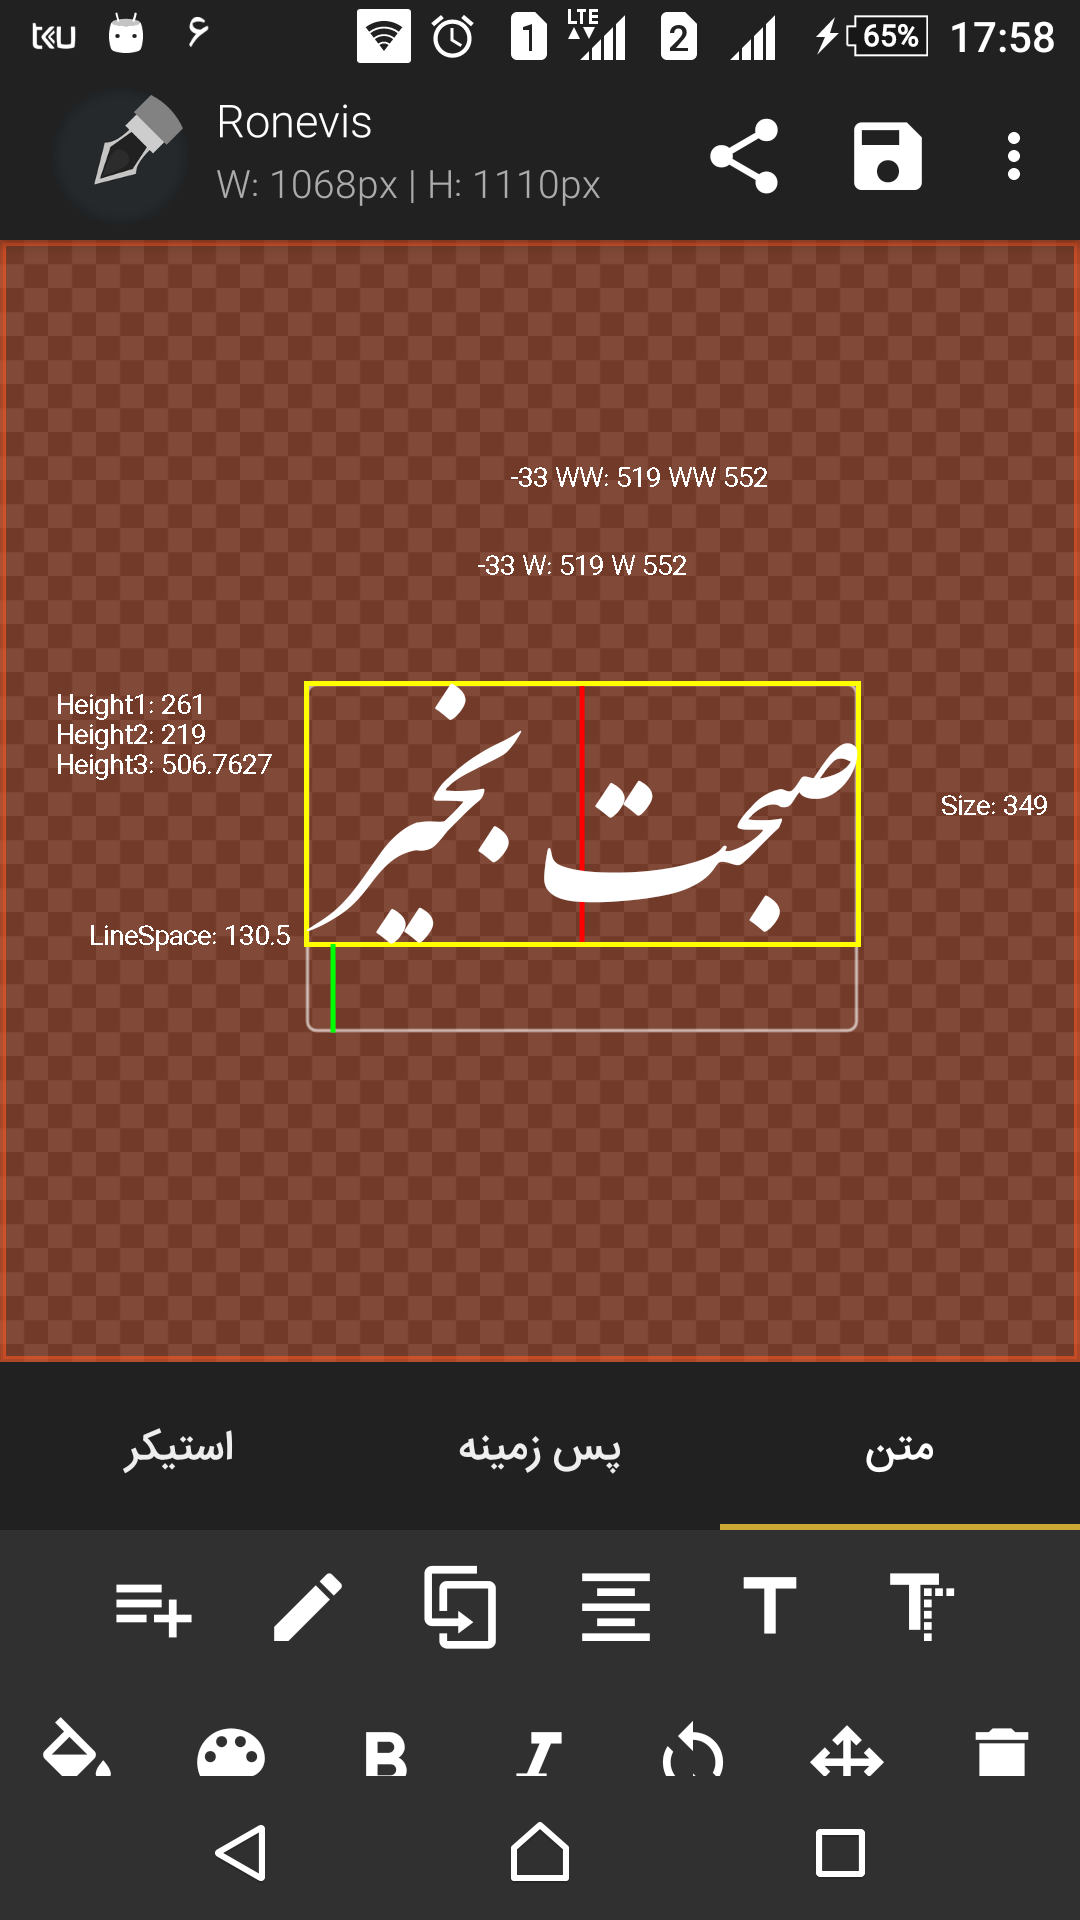 ۶ 1 LTE 2 65% 17:58
Ronevis
W: 1068px | H: 1110px
-33 WW: 519 WW 552
-33 W: 519 W 552
Height1: 261
Height2: 219
Height3: 506.7627
صبحت بخیر
Size: 349
LineSpace: 130.5
متن پس زمینه استیکر